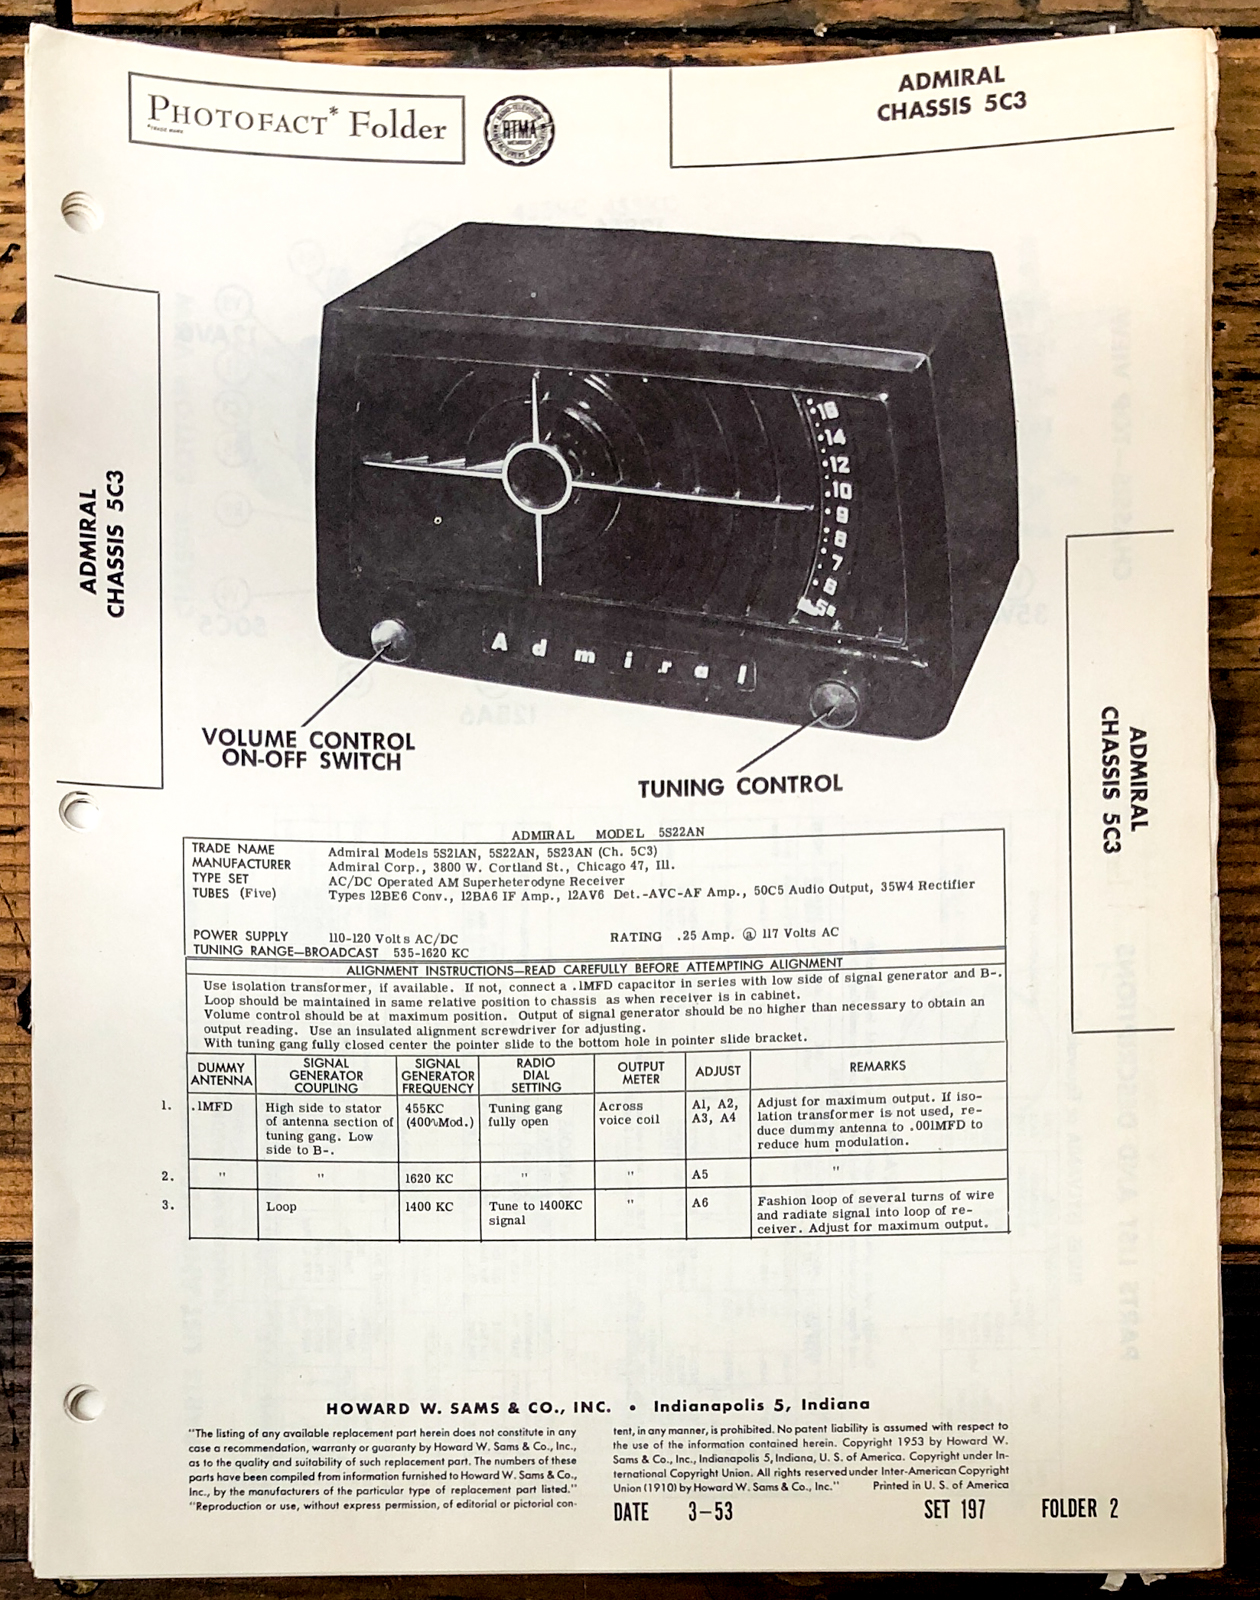 PHOTOFACT* Folder
*TRADE MARK
RADIO-TELEVISION
RTMA
MEMBER
MANUFACTURERS ASSOCIATION
ADMIRAL
CHASSIS 5C3
ADMIRAL
CHASSIS 5C3
ADMIRAL
CHASSIS 5C3
16
14
12
10
9
8
7
6
Admiral
VOLUME CONTROL
ON-OFF SWITCH
TUNING CONTROL
ADMIRAL MODEL 5S22AN
TRADE NAME Admiral Models 5S21AN, 5S22AN, 5S23AN (Ch. 5C3)
MANUFACTURER Admiral Corp., 3800 W. Cortland St., Chicago 47, Ill.
TYPE SET AC/DC Operated AM Superheterodyne Receiver
TUBES (Five) Types 12BE6 Conv., 12BA6 IF Amp., 12AV6 Det.-AVC-AF Amp., 50C5 Audio Output, 35W4 Rectifier
POWER SUPPLY 110-120 Volts AC/DC RATING .25 Amp. @ 117 Volts AC
TUNING RANGE—BROADCAST 535-1620 KC
ALIGNMENT INSTRUCTIONS—READ CAREFULLY BEFORE ATTEMPTING ALIGNMENT
Use isolation transformer, if available. If not, connect a .1MFD capacitor in series with low side of signal generator and B-.
Loop should be maintained in same relative position to chassis as when receiver is in cabinet.
Volume control should be at maximum position. Output of signal generator should be no higher than necessary to obtain an
output reading. Use an insulated alignment screwdriver for adjusting.
With tuning gang fully closed center the pointer slide to the bottom hole in pointer slide bracket.
DUMMY
ANTENNA
SIGNAL
GENERATOR
COUPLING
SIGNAL
GENERATOR
FREQUENCY
RADIO
DIAL
SETTING
OUTPUT
METER
ADJUST
REMARKS
1.
.1MFD
High side to stator
of antenna section of
tuning gang. Low
side to B-.
455KC
(400∿Mod.)
Tuning gang
fully open
Across
voice coil
A1, A2,
A3, A4
Adjust for maximum output. If iso-
lation transformer is not used, re-
duce dummy antenna to .001MFD to
reduce hum modulation.
2.
" " 1620 KC " " A5 "
3.
Loop
1400 KC
Tune to 1400KC
signal
"
A6
Fashion loop of several turns of wire
and radiate signal into loop of re-
ceiver. Adjust for maximum output.
HOWARD W. SAMS & CO., INC. • Indianapolis 5, Indiana
"The listing of any available replacement part herein does not constitute in any
case a recommendation, warranty or guaranty by Howard W. Sams & Co., Inc.,
as to the quality and suitability of such replacement part. The numbers of these
parts have been compiled from information furnished to Howard W. Sams & Co.,
Inc., by the manufacturers of the particular type of replacement part listed."
"Reproduction or use, without express permission, of editorial or pictorial con-
tent, in any manner, is prohibited. No patent liability is assumed with respect to
the use of the information contained herein. Copyright 1953 by Howard W.
Sams & Co., Inc., Indianapolis 5, Indiana, U. S. of America. Copyright under In-
ternational Copyright Union. All rights reserved under Inter-American Copyright
Union (1910) by Howard W. Sams & Co., Inc." Printed in U. S. of America
DATE 3-53 SET 197 FOLDER 2